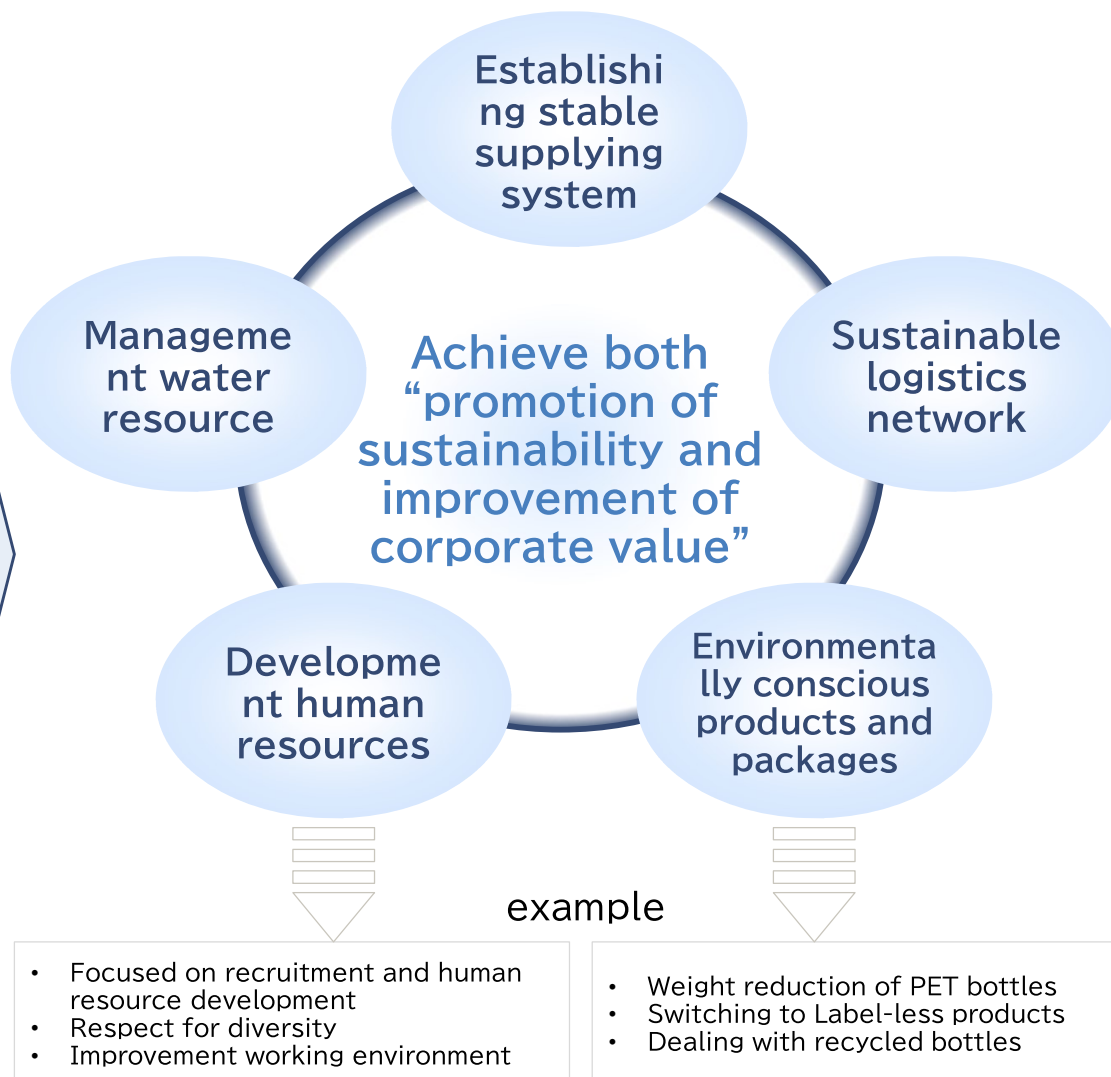 Establishi
ng stable
supplying
system
Manageme
nt water
resource
Sustainable
logistics
network
Achieve both
“promotion of
sustainability and
improvement of
corporate value”
Developme
nt human
resources
Environmenta
lly conscious
products and
packages
example
• Focused on recruitment and human
resource development
• Respect for diversity
• Improvement working environment
• Weight reduction of PET bottles
• Switching to Label-less products
• Dealing with recycled bottles